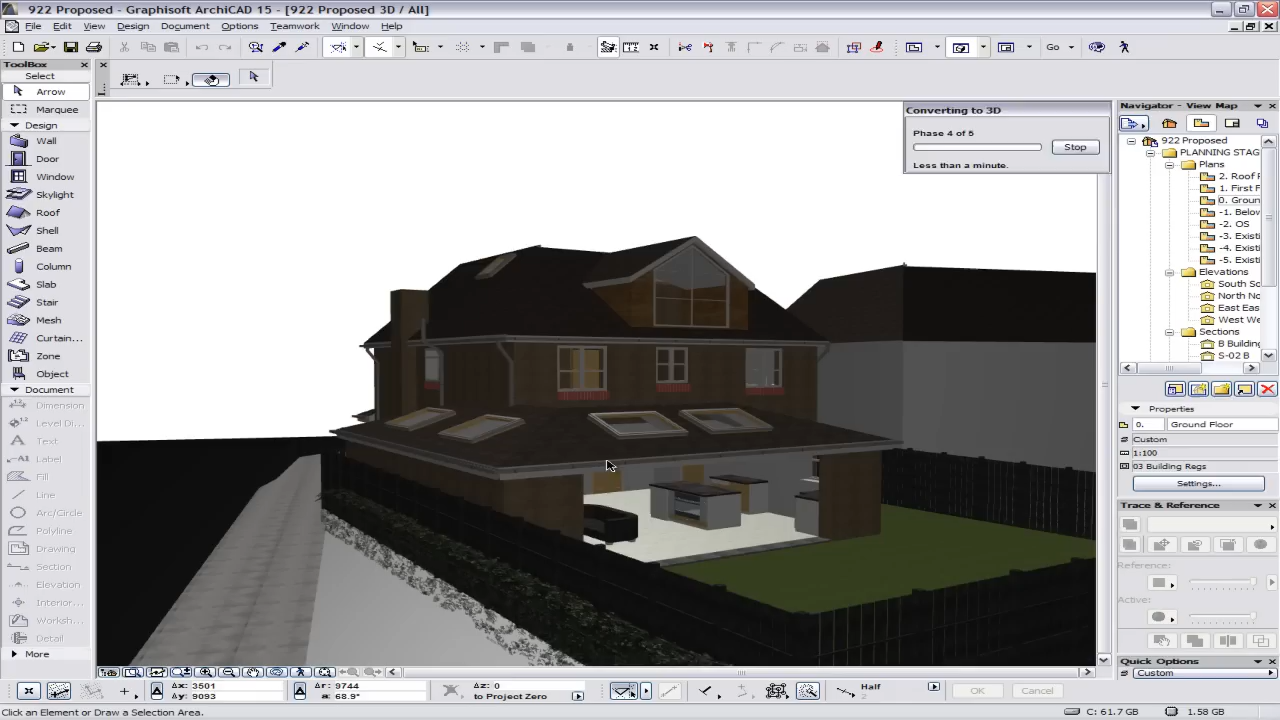 922 Proposed - Graphisoft ArchiCAD 15 - [922 Proposed 3D / All]
File Edit View Design Document Options Teamwork Window Help
Go
ToolBox
Select
Arrow
Marquee
Design
Wall
Door
Window
Skylight
Roof
Shell
Beam
Column
Slab
Stair
Mesh
Curtain...
Zone
Object
Document
Dimension
Level Di...
Text
Label
Fill
Line
Arc/Circle
Polyline
Drawing
Section
Elevation
Interior...
Worksh...
Detail
More
Converting to 3D
Phase 4 of 5
Stop
Less than a minute.
Navigator - View Map
922 Proposed
PLANNING STAG
Plans
2. Roof F
1. First F
0. Groun
-1. Below
-2. OS
-3. Existi
-4. Existi
-5. Existi
Elevations
South So
North No
East Eas
West We
Sections
B Building
S-02 B
Properties
0. Ground Floor
Custom
1:100
03 Building Regs
Settings...
Trace & Reference
Reference:
Active:
Quick Options
Custom
Δx: 3501
Δy: 9093
Δr: 9744
a: 68.9°
Δz: 0
to Project Zero
Half
2
OK Cancel
Click an Element or Draw a Selection Area.
C: 61.7 GB 1.58 GB